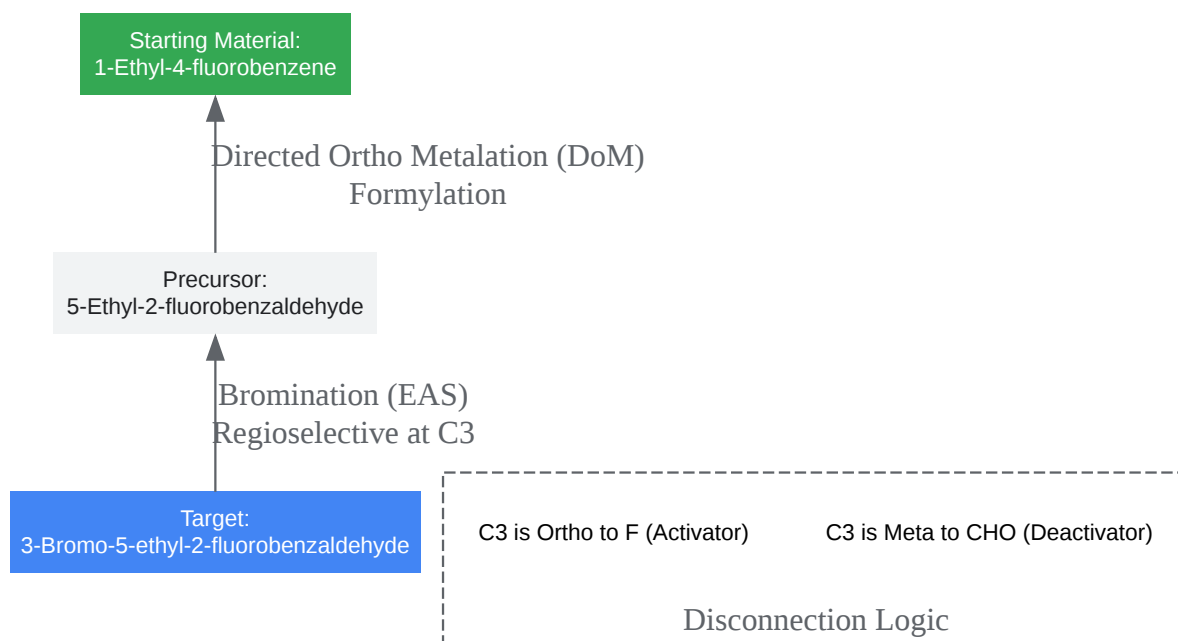 Starting Material:
1-Ethyl-4-fluorobenzene
Directed Ortho Metalation (DoM)
Formylation
Precursor:
5-Ethyl-2-fluorobenzaldehyde
Bromination (EAS)
Regioselective at C3
Target:
3-Bromo-5-ethyl-2-fluorobenzaldehyde
C3 is Ortho to F (Activator)
C3 is Meta to CHO (Deactivator)
Disconnection Logic